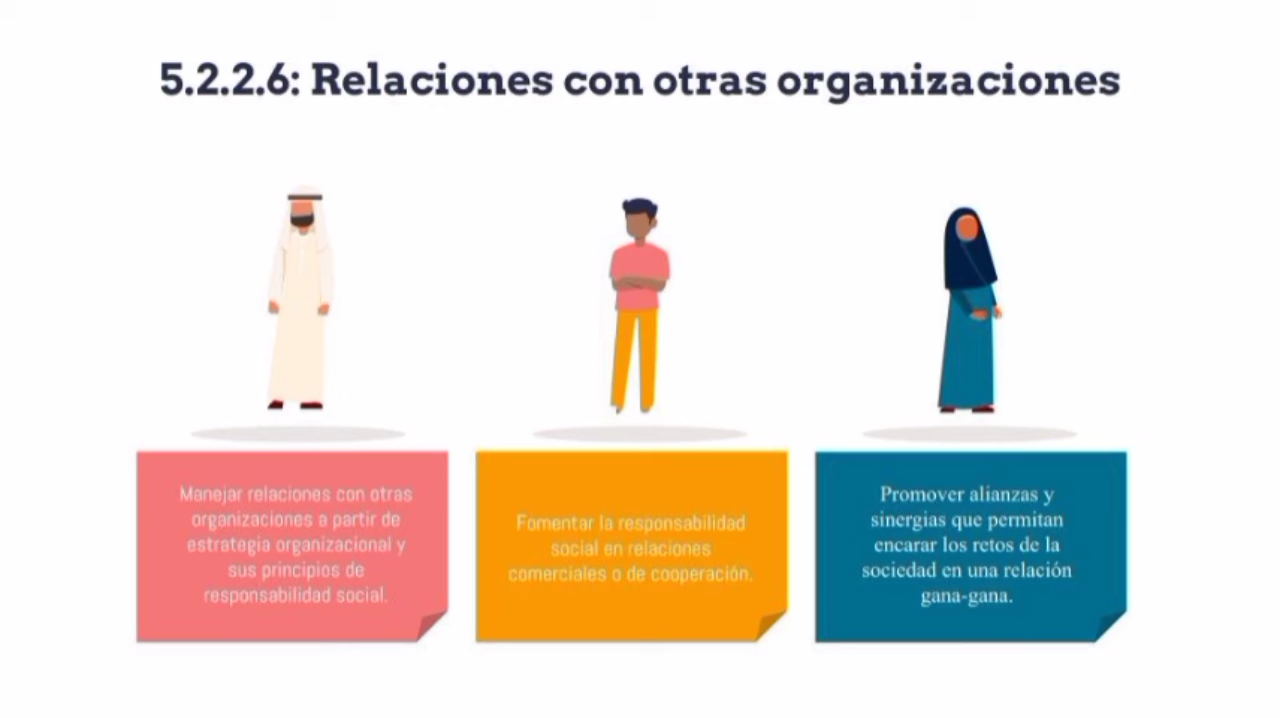 5.2.2.6: Relaciones con otras organizaciones
Manejar relaciones con otras
organizaciones a partir de
estrategia organizacional y
sus principios de
responsabilidad social.
Fomentar la responsabilidad
social en relaciones
comerciales o de cooperación.
Promover alianzas y
sinergias que permitan
encarar los retos de la
sociedad en una relación
gana-gana.